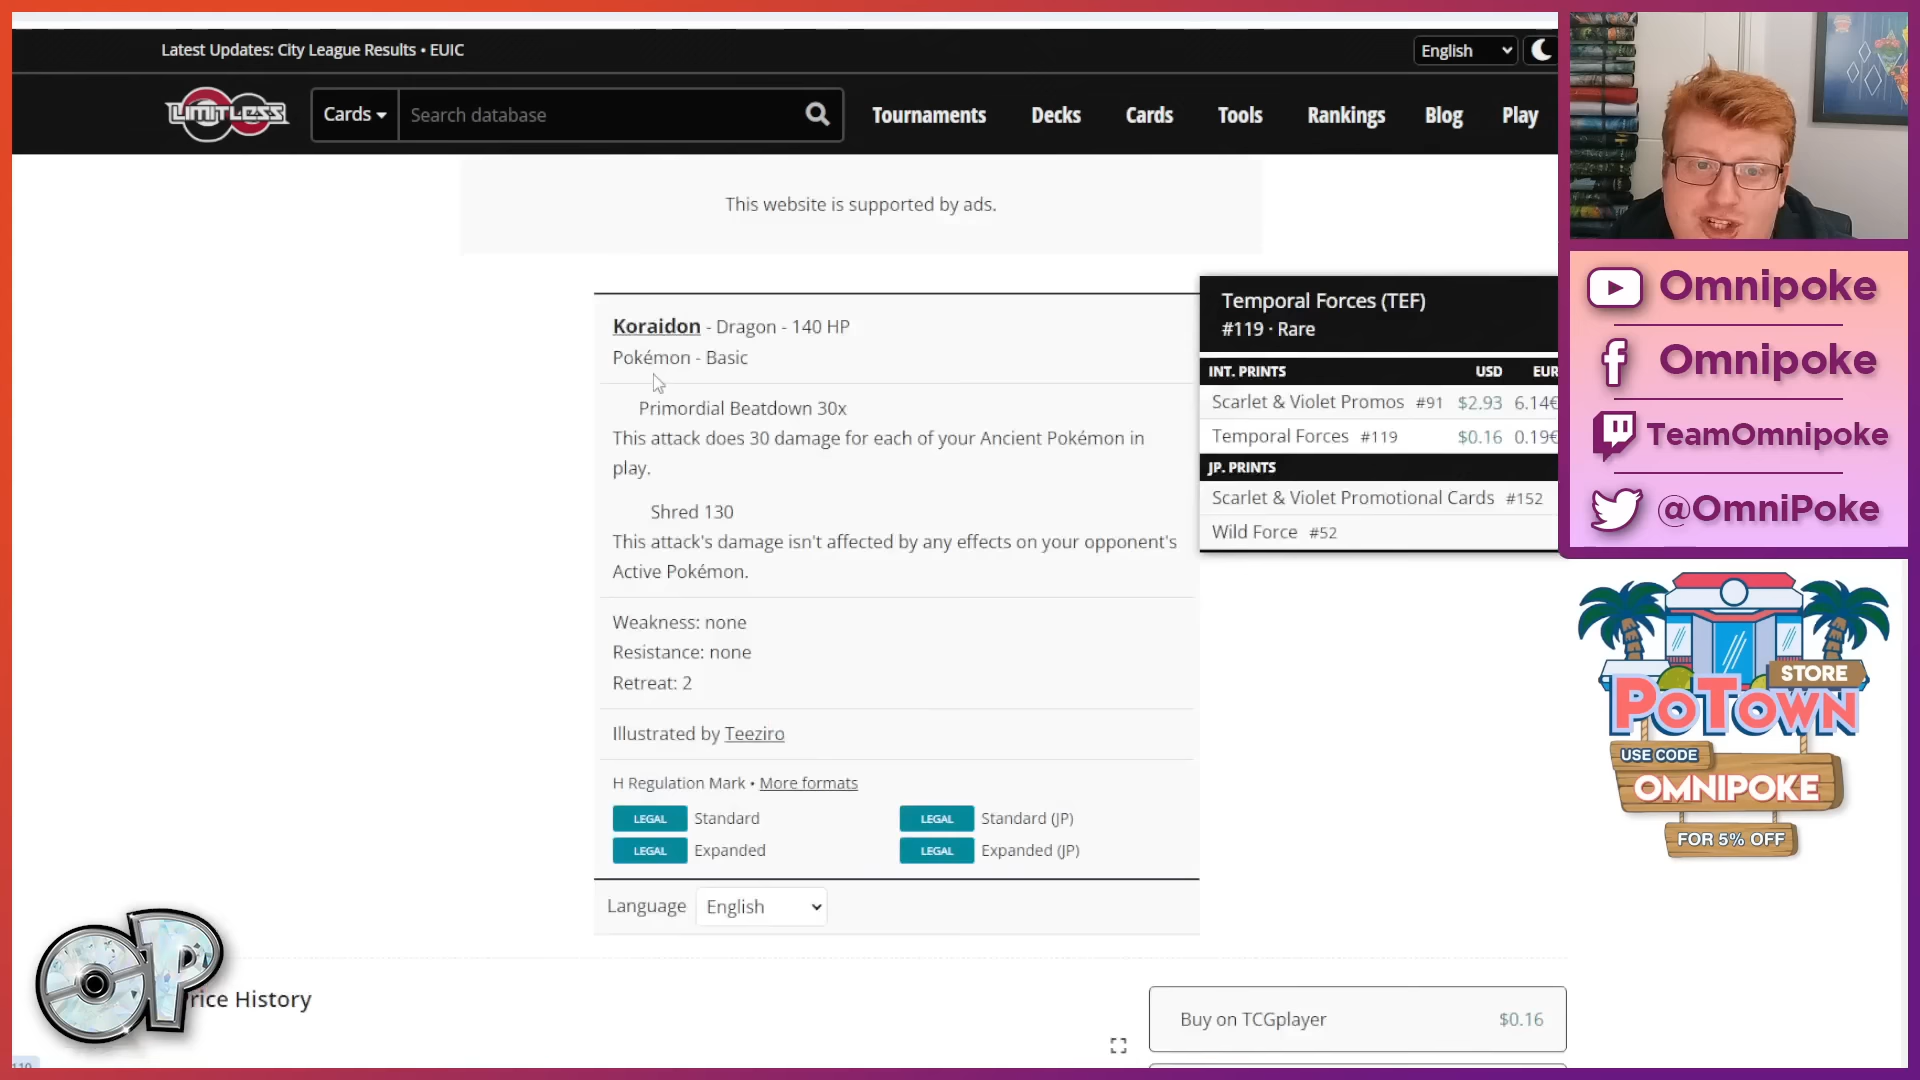 Latest Updates: City League Results • EUIC
English
LIMITLESS
Cards
Search database
Tournaments
Decks
Cards
Tools
Rankings
Blog
Play
This website is supported by ads.
Koraidon - Dragon - 140 HP
Pokémon - Basic
Primordial Beatdown 30x
This attack does 30 damage for each of your Ancient Pokémon in
play.
Shred 130
This attack's damage isn't affected by any effects on your opponent's
Active Pokémon.
Weakness: none
Resistance: none
Retreat: 2
Illustrated by Teeziro
H Regulation Mark • More formats
LEGAL Standard
LEGAL Standard (JP)
LEGAL Expanded
LEGAL Expanded (JP)
Language English
Temporal Forces (TEF)
#119 · Rare
INT. PRINTS USD EUR
Scarlet & Violet Promos #91 $2.93 6.14€
Temporal Forces #119 $0.16 0.19€
JP. PRINTS
Scarlet & Violet Promotional Cards #152
Wild Force #52
rice History
Buy on TCGplayer $0.16
OP
Omnipoke
Omnipoke
TeamOmnipoke
@OmniPoke
STORE
POTOWN
USE CODE
OMNIPOKE
FOR 5% OFF